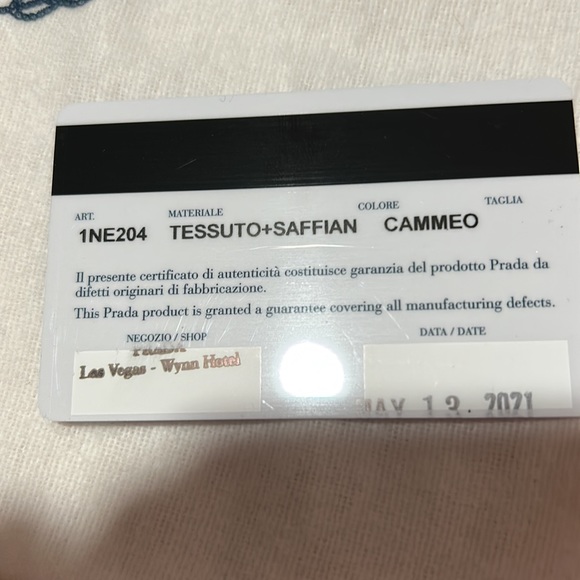 ART. MATERIALE COLORE TAGLIA
1NE204 TESSUTO+SAFFIAN CAMMEO
Il presente certificato di autenticità costituisce garanzia del prodotto Prada da
difetti originari di fabbricazione.
This Prada product is granted a guarantee covering all manufacturing defects.
NEGOZIO / SHOP DATA / DATE
Las Vegas - Wynn Hotel
MAY 13. 2021